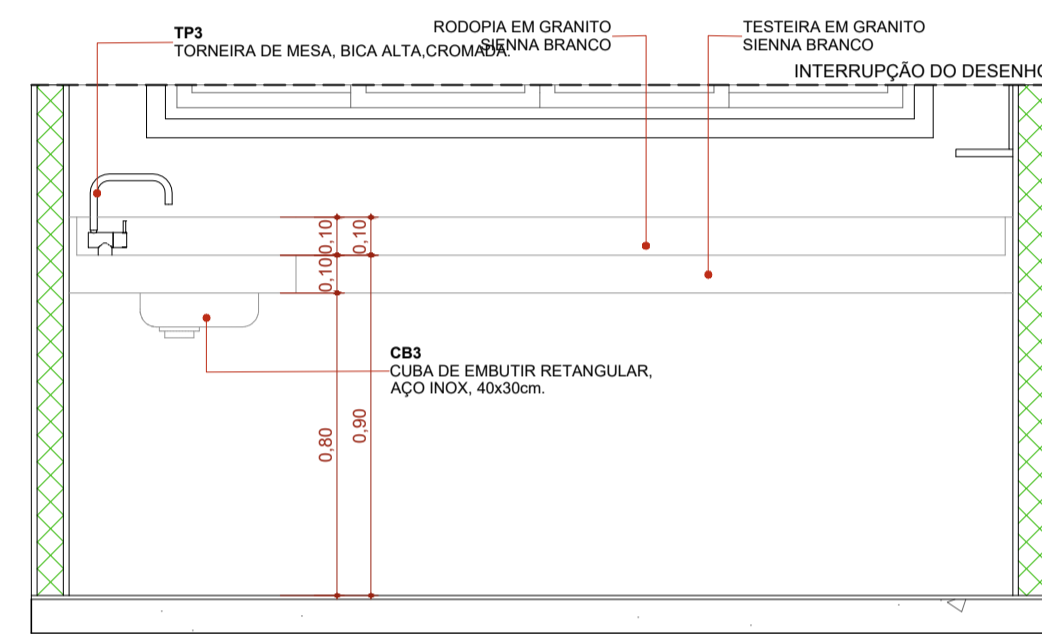 TP3
TORNEIRA DE MESA, BICA ALTA,CROMADA.
RODOPIA EM GRANITO
SIENNA BRANCO
TESTEIRA EM GRANITO
SIENNA BRANCO
INTERRUPÇÃO DO DESENHO
0,10
0,10
0,10
CB3
CUBA DE EMBUTIR RETANGULAR,
AÇO INOX, 40x30cm.
0,80
0,90